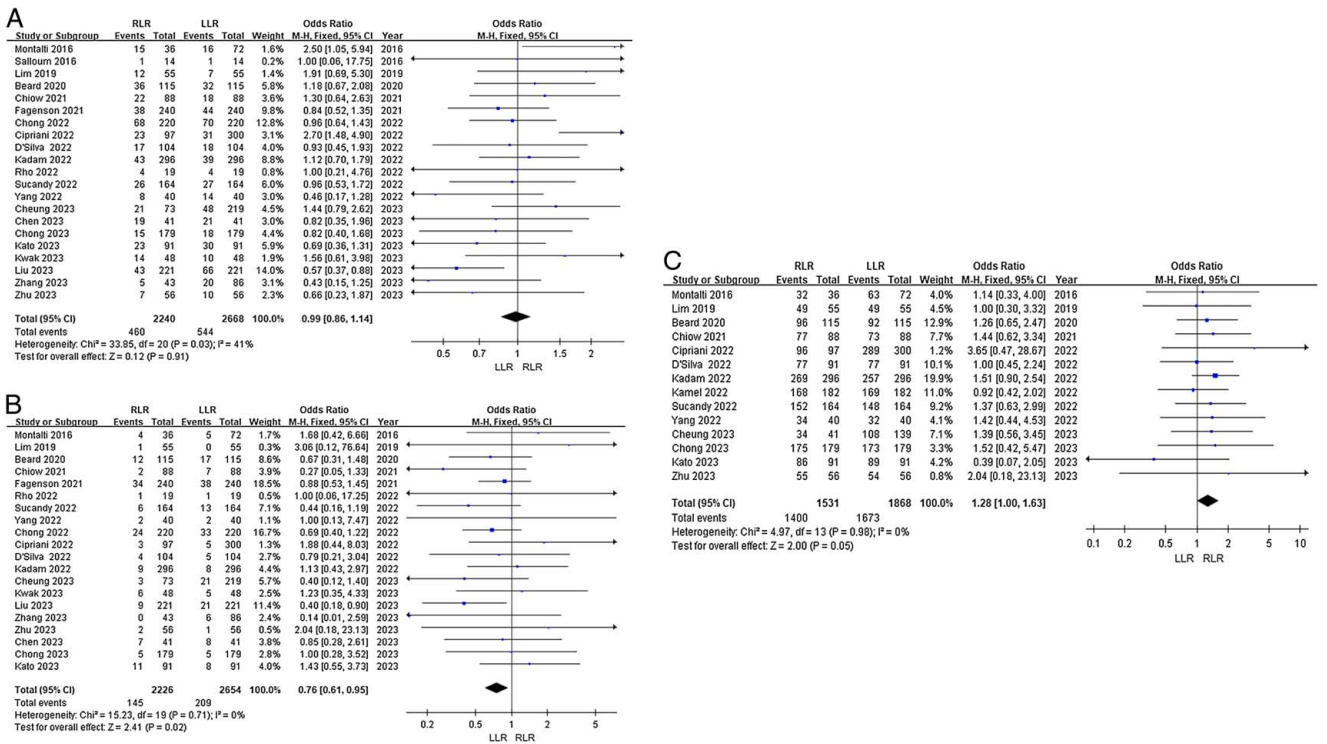 A
RLR LLR Odds Ratio Odds Ratio
Study or Subgroup Events Total Events Total Weight M-H, Fixed, 95% CI Year M-H, Fixed, 95% CI
Montalti 2016 15 36 16 72 1.6% 2.50 [1.05, 5.94] 2016
Salloum 2016 1 14 1 14 0.2% 1.00 [0.06, 17.75] 2016
Lim 2019 12 55 7 55 1.4% 1.91 [0.69, 5.30] 2019
Beard 2020 36 115 32 115 5.8% 1.18 [0.67, 2.08] 2020
Chiow 2021 22 88 18 88 3.5% 1.30 [0.64, 2.63] 2021
Fagenson 2021 38 240 44 240 9.8% 0.84 [0.52, 1.35] 2021
Chong 2022 68 220 70 220 12.8% 0.96 [0.64, 1.43] 2022
Cipriani 2022 23 97 31 300 3.1% 2.70 [1.48, 4.90] 2022
D'Silva 2022 17 104 18 104 4.0% 0.93 [0.45, 1.93] 2022
Kadam 2022 43 296 39 296 8.8% 1.12 [0.70, 1.79] 2022
Rho 2022 4 19 4 19 0.8% 1.00 [0.21, 4.76] 2022
Sucandy 2022 26 164 27 164 6.0% 0.96 [0.53, 1.72] 2022
Yang 2022 8 40 14 40 2.9% 0.46 [0.17, 1.28] 2022
Cheung 2023 21 73 48 219 4.5% 1.44 [0.79, 2.62] 2023
Chen 2023 19 41 21 41 3.0% 0.82 [0.35, 1.96] 2023
Chong 2023 15 179 18 179 4.4% 0.82 [0.40, 1.68] 2023
Kato 2023 23 91 30 91 5.9% 0.69 [0.36, 1.31] 2023
Kwak 2023 14 48 10 48 1.9% 1.56 [0.61, 3.98] 2023
Liu 2023 43 221 66 221 14.0% 0.57 [0.37, 0.88] 2023
Zhang 2023 5 43 20 86 3.1% 0.43 [0.15, 1.25] 2023
Zhu 2023 7 56 10 56 2.3% 0.66 [0.23, 1.87] 2023
Total (95% CI) 2240 2668 100.0% 0.99 [0.86, 1.14]
Total events 460 544
Heterogeneity: Chi² = 33.85, df = 20 (P = 0.03); I² = 41%
Test for overall effect: Z = 0.12 (P = 0.91)
0.5 0.7 1 1.5 2
LLR RLR
B
RLR LLR Odds Ratio Odds Ratio
Study or Subgroup Events Total Events Total Weight M-H, Fixed, 95% CI Year M-H, Fixed, 95% CI
Montalti 2016 4 36 5 72 1.7% 1.68 [0.42, 6.66] 2016
Lim 2019 1 55 0 55 0.3% 3.06 [0.12, 76.64] 2019
Beard 2020 12 115 17 115 8.6% 0.67 [0.31, 1.48] 2020
Chiow 2021 2 88 7 88 3.9% 0.27 [0.05, 1.33] 2021
Fagenson 2021 34 240 38 240 18.5% 0.88 [0.53, 1.45] 2021
Rho 2022 1 19 1 19 0.5% 1.00 [0.06, 17.25] 2022
Sucandy 2022 6 164 13 164 7.1% 0.44 [0.16, 1.19] 2022
Yang 2022 2 40 2 40 1.1% 1.00 [0.13, 7.47] 2022
Chong 2022 24 220 33 220 16.7% 0.69 [0.40, 1.22] 2022
Cipriani 2022 3 97 5 300 1.3% 1.88 [0.44, 8.03] 2022
D'Silva 2022 4 104 5 104 2.7% 0.79 [0.21, 3.04] 2022
Kadam 2022 9 296 8 296 4.4% 1.13 [0.43, 2.97] 2022
Cheung 2023 3 73 21 219 5.7% 0.40 [0.12, 1.40] 2023
Kwak 2023 6 48 5 48 2.5% 1.23 [0.35, 4.33] 2023
Liu 2023 9 221 21 221 11.4% 0.40 [0.18, 0.90] 2023
Zhang 2023 0 43 6 86 2.4% 0.14 [0.01, 2.59] 2023
Zhu 2023 2 56 1 56 0.5% 2.04 [0.18, 23.13] 2023
Chen 2023 7 41 8 41 3.8% 0.85 [0.28, 2.61] 2023
Chong 2023 5 179 5 179 2.8% 1.00 [0.28, 3.52] 2023
Kato 2023 11 91 8 91 4.0% 1.43 [0.55, 3.73] 2023
Total (95% CI) 2226 2654 100.0% 0.76 [0.61, 0.95]
Total events 145 209
Heterogeneity: Chi² = 15.23, df = 19 (P = 0.71); I² = 0%
Test for overall effect: Z = 2.41 (P = 0.02)
0.2 0.5 1 2 5
LLR RLR
C
RLR LLR Odds Ratio Odds Ratio
Study or Subgroup Events Total Events Total Weight M-H, Fixed, 95% CI Year M-H, Fixed, 95% CI
Montalti 2016 32 36 63 72 4.0% 1.14 [0.33, 4.00] 2016
Lim 2019 49 55 49 55 4.9% 1.00 [0.30, 3.32] 2019
Beard 2020 96 115 92 115 12.9% 1.26 [0.65, 2.47] 2020
Chiow 2021 77 88 73 88 7.7% 1.44 [0.62, 3.34] 2021
Cipriani 2022 96 97 289 300 1.2% 3.65 [0.47, 28.67] 2022
D'Silva 2022 77 91 77 91 10.1% 1.00 [0.45, 2.24] 2022
Kadam 2022 269 296 257 296 19.9% 1.51 [0.90, 2.54] 2022
Kamel 2022 168 182 169 182 11.0% 0.92 [0.42, 2.02] 2022
Sucandy 2022 152 164 148 164 9.2% 1.37 [0.63, 2.99] 2022
Yang 2022 34 40 32 40 4.1% 1.42 [0.44, 4.53] 2022
Cheung 2023 34 41 108 139 7.0% 1.39 [0.56, 3.45] 2023
Chong 2023 175 179 173 179 3.2% 1.52 [0.42, 5.47] 2023
Kato 2023 86 91 89 91 4.0% 0.39 [0.07, 2.05] 2023
Zhu 2023 55 56 54 56 0.8% 2.04 [0.18, 23.13] 2023
Total (95% CI) 1531 1868 100.0% 1.28 [1.00, 1.63]
Total events 1400 1673
Heterogeneity: Chi² = 4.97, df = 13 (P = 0.98); I² = 0%
Test for overall effect: Z = 2.00 (P = 0.05)
0.1 0.2 0.5 1 2 5 10
LLR RLR